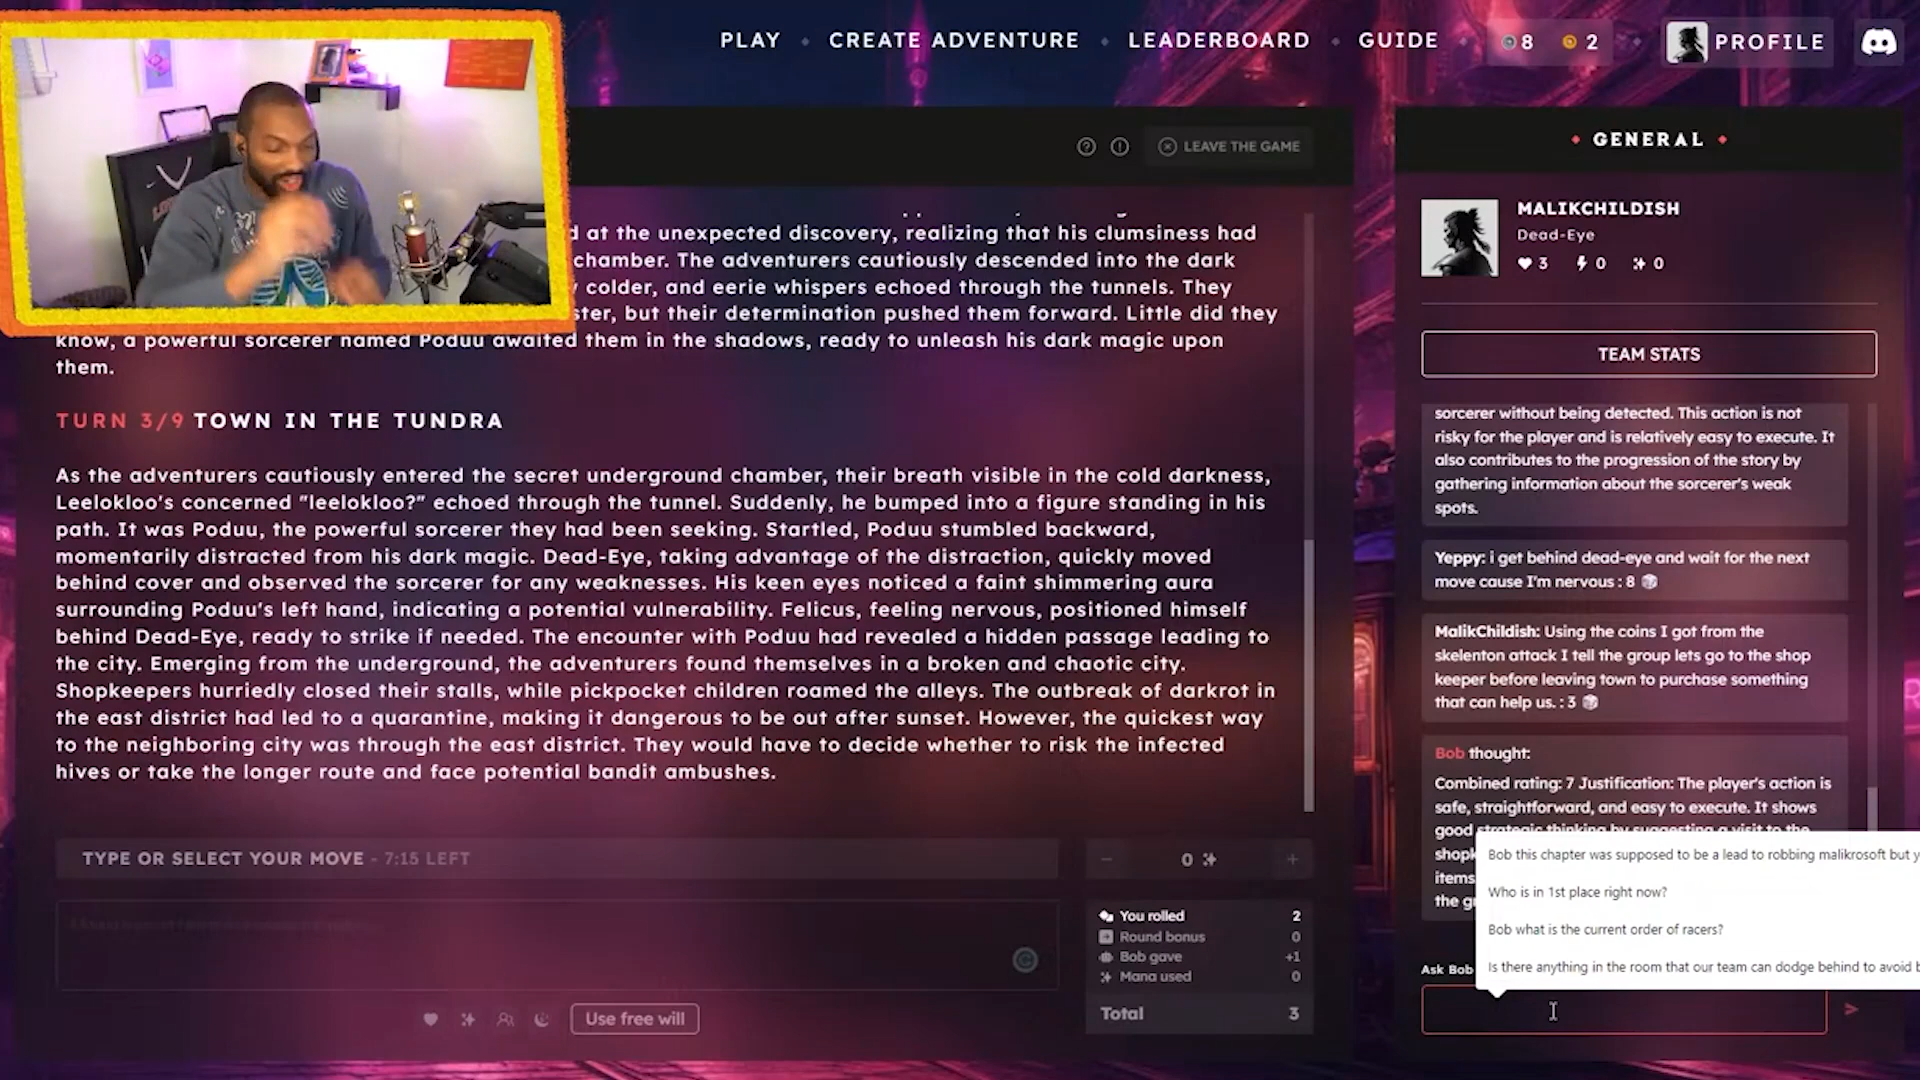 PLAY CREATE ADVENTURE LEADERBOARD GUIDE 8 2 PROFILE
LEAVE THE GAME
d at the unexpected discovery, realizing that his clumsiness had
chamber. The adventurers cautiously descended into the dark
colder, and eerie whispers echoed through the tunnels. They
ster, but their determination pushed them forward. Little did they
know, a powerful sorcerer named Poduu awaited them in the shadows, ready to unleash his dark magic upon
them.
TURN 3/9 TOWN IN THE TUNDRA
As the adventurers cautiously entered the secret underground chamber, their breath visible in the cold darkness,
Leelokloo's concerned "leelokloo?" echoed through the tunnel. Suddenly, he bumped into a figure standing in his
path. It was Poduu, the powerful sorcerer they had been seeking. Startled, Poduu stumbled backward,
momentarily distracted from his dark magic. Dead-Eye, taking advantage of the distraction, quickly moved
behind cover and observed the sorcerer for any weaknesses. His keen eyes noticed a faint shimmering aura
surrounding Poduu's left hand, indicating a potential vulnerability. Felicus, feeling nervous, positioned himself
behind Dead-Eye, ready to strike if needed. The encounter with Poduu had revealed a hidden passage leading to
the city. Emerging from the underground, the adventurers found themselves in a broken and chaotic city.
Shopkeepers hurriedly closed their stalls, while pickpocket children roamed the alleys. The outbreak of darkrot in
the east district had led to a quarantine, making it dangerous to be out after sunset. However, the quickest way
to the neighboring city was through the east district. They would have to decide whether to risk the infected
hives or take the longer route and face potential bandit ambushes.
TYPE OR SELECT YOUR MOVE - 7:15 LEFT
0
You rolled 2
Round bonus 0
Bob gave +1
Mana used 0
Total 3
Use free will
GENERAL
MALIKCHILDISH
Dead-Eye
3 0 0
TEAM STATS
sorcerer without being detected. This action is not
risky for the player and is relatively easy to execute. It
also contributes to the progression of the story by
gathering information about the sorcerer's weak
spots.
Yeppy: i get behind dead-eye and wait for the next
move cause I'm nervous : 8
MalikChildish: Using the coins I got from the
skelenton attack I tell the group lets go to the shop
keeper before leaving town to purchase something
that can help us. : 3
Bob thought:
Combined rating: 7 Justification: The player's action is
safe, straightforward, and easy to execute. It shows
good strategic thinking by suggesting a visit to the
shopk
items
the g
Bob this chapter was supposed to be a lead to robbing malikrosoft but y
Who is in 1st place right now?
Bob what is the current order of racers?
Is there anything in the room that our team can dodge behind to avoid b
Ask Bob